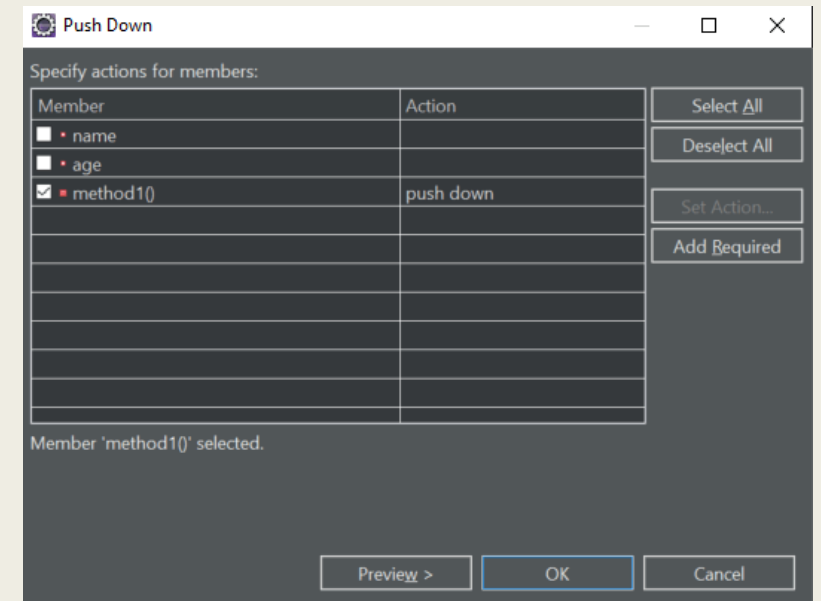 Push Down
Specify actions for members:
Member Action
name
age
method1() push down
Select All
Deselect All
Set Action...
Add Required
Member 'method1()' selected.
Preview > OK Cancel